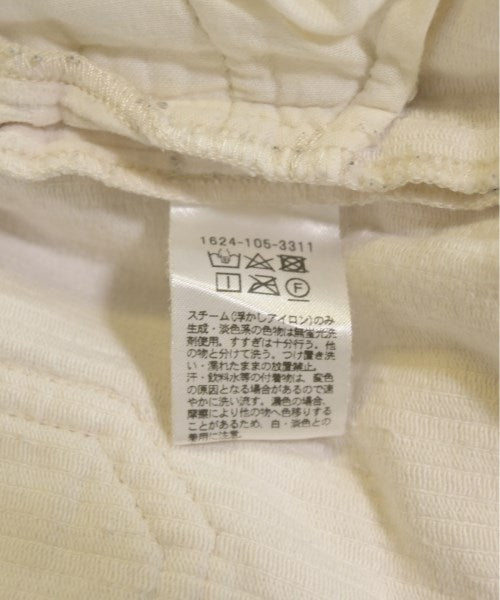 1624-105-3311
F
スチーム(浮かしアイロン)のみ
生成・淡色系の色物は無蛍光洗
剤使用。すすぎは十分行う。他
の物と分けて洗う。つけ置き洗
い・濡れたままの放置禁止。
汗・飲料水等の付着物は、変色
の原因となる場合があるので速
やかに洗い流す。濃色の場合、
摩擦により他の物へ色移りする
ことがあるため、白・淡色との
着用に注意。